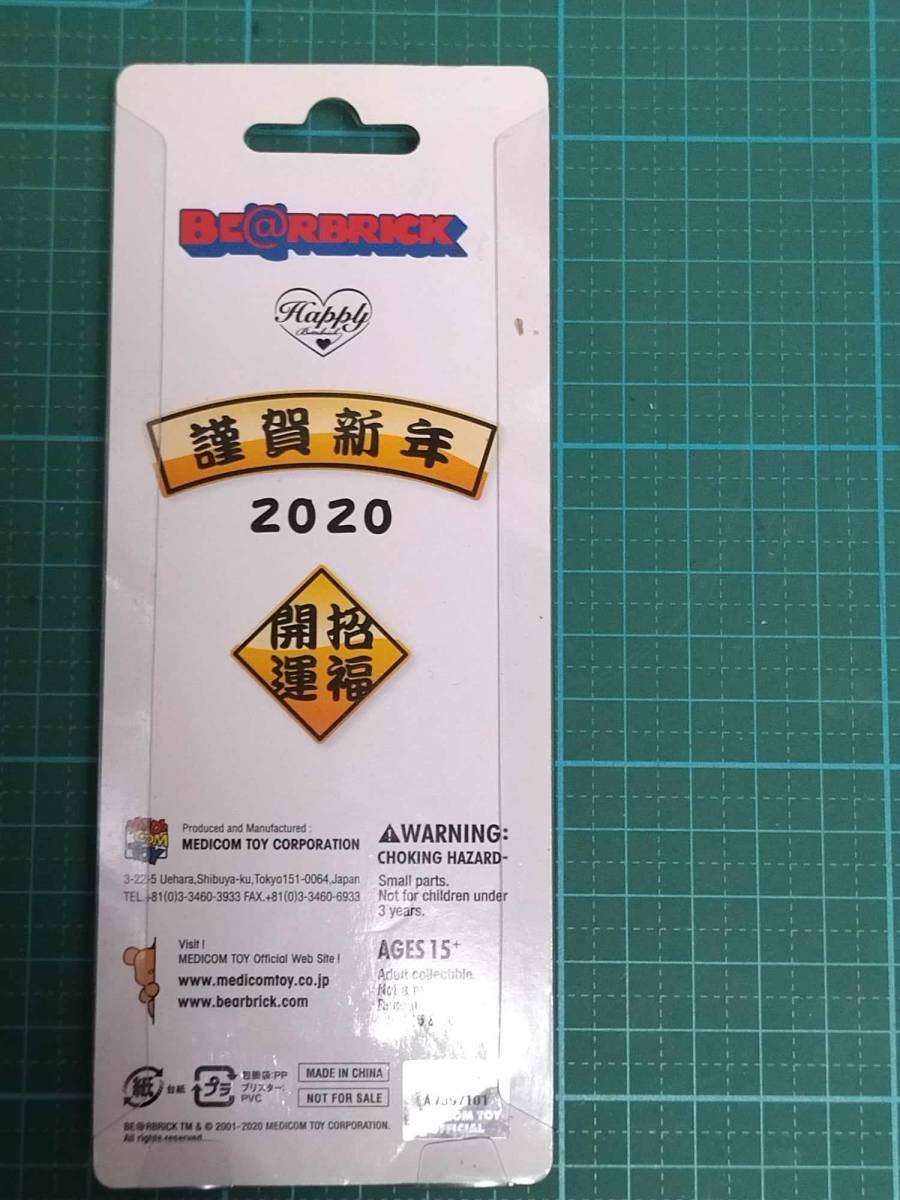 BE@RBRICK
Happy
謹賀新年
2020
開招
運福
Produced and Manufactured :
MEDICOM TOY CORPORATION
3-22-5 Uehara,Shibuya-ku,Tokyo151-0064,Japan
TEL.+81(0)3-3460-3933 FAX.+81(0)3-3460-6933
WARNING:
CHOKING HAZARD-
Small parts.
Not for children under
3 years.
Visit !
MEDICOM TOY Official Web Site !
www.medicomtoy.co.jp
www.bearbrick.com
AGES 15+
Adult collectible.
紙
台紙
プラ
包装袋:PP
ブリスター:
PVC
MADE IN CHINA
NOT FOR SALE
BE@RBRICK TM & © 2001-2020 MEDICOM TOY CORPORATION.
All rights reserved.
TOY